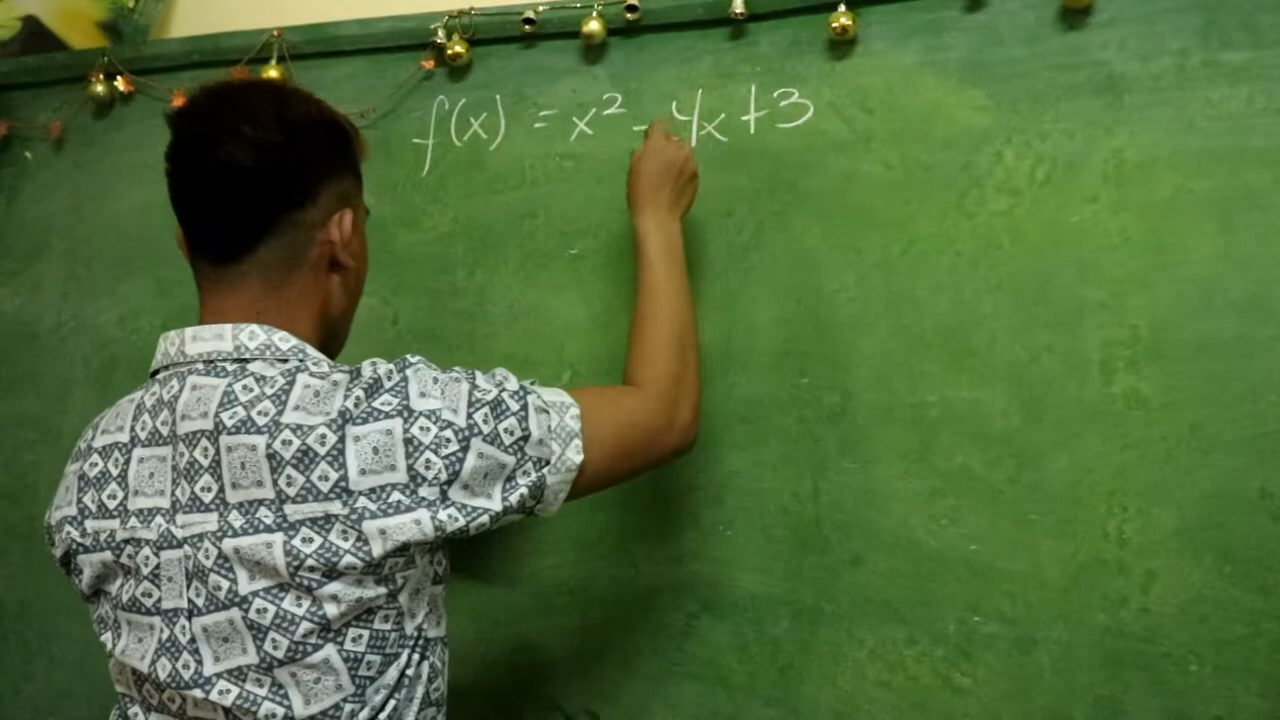 f(x) = x² - 4x + 3